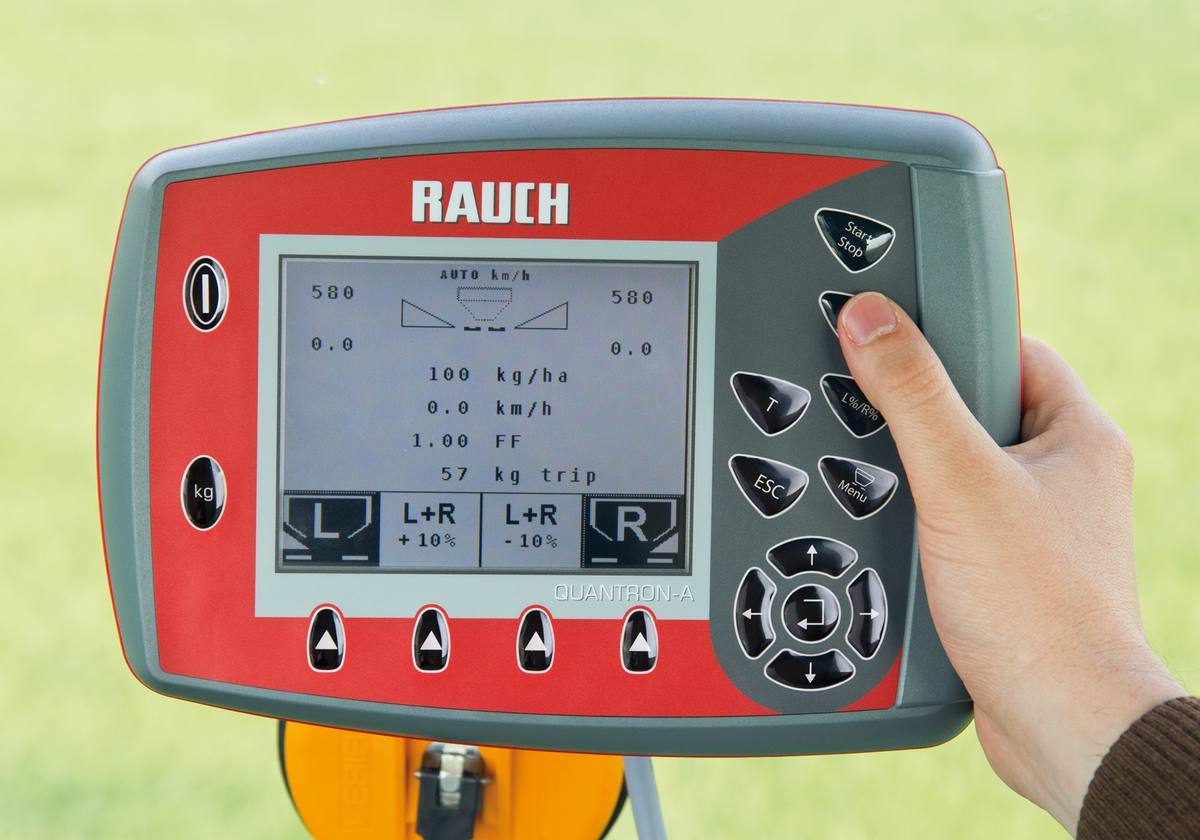 RAUCH
Start
Stop
AUTO km/h
580
580
0.0
0.0
100 kg/ha
0.0 km/h
1.00 FF
57 kg trip
L
L+R
+10%
L+R
-10%
R
QUANTRON-A
kg
T
L%/R%
ESC
Menu